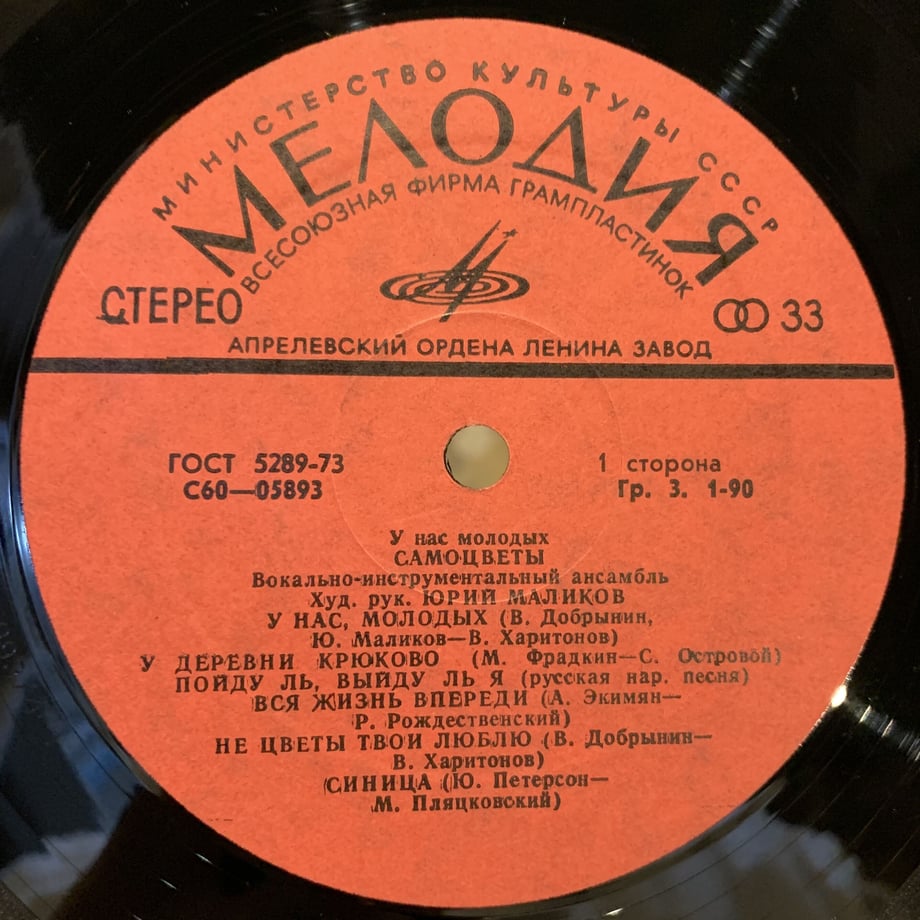 МИНИСТЕРСТВО КУЛЬТУРЫ СССР
МЕЛОДИЯ
ВСЕСОЮЗНАЯ ФИРМА ГРАМПЛАСТИНОК
СТЕРЕО
33
АПРЕЛЕВСКИЙ ОРДЕНА ЛЕНИНА ЗАВОД
ГОСТ 5289-73
1 сторона
С60—05893
Гр. 3. 1-90
У нас молодых
САМОЦВЕТЫ
Вокально-инструментальный ансамбль
Худ. рук. ЮРИЙ МАЛИКОВ
У НАС, МОЛОДЫХ (В. Добрынин,
Ю. Маликов—В. Харитонов)
У ДЕРЕВНИ КРЮКОВО (М. Фрадкин—С. Островой)
ПОЙДУ ЛЬ, ВЫЙДУ ЛЬ Я (русская нар. песня)
ВСЯ ЖИЗНЬ ВПЕРЕДИ (А. Экимян—
Р. Рождественский)
НЕ ЦВЕТЫ ТВОИ ЛЮБЛЮ (В. Добрынин—
В. Харитонов)
СИНИЦА (Ю. Петерсон—
М. Пляцковский)